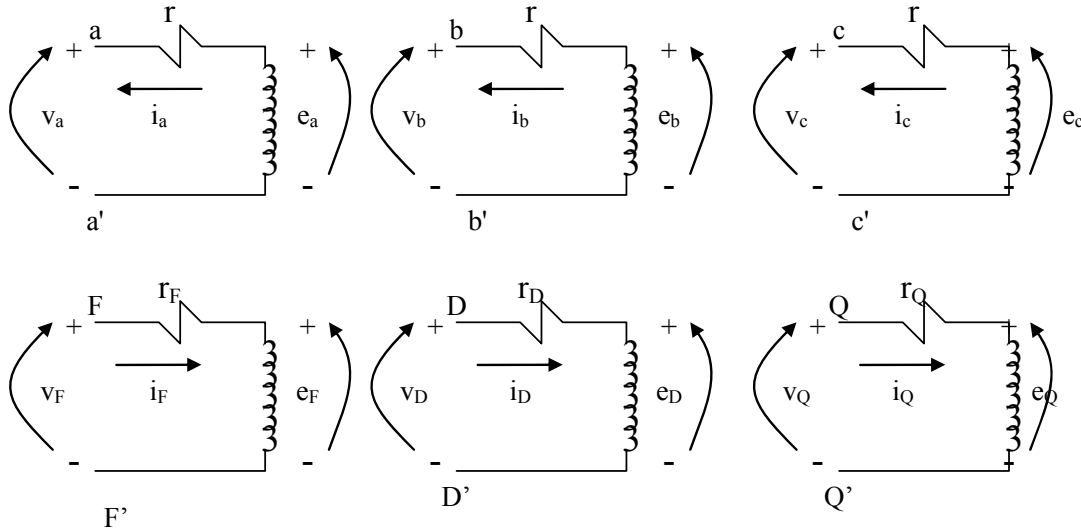 r r r
a b c
+ + + + + +
v_a i_a e_a v_b i_b e_b v_c i_c e_c
- - - - - -
a' b' c'
r_F r_D r_Q
F D Q
+ + + + + +
v_F i_F e_F v_D i_D e_D v_Q i_Q e_Q
- - - - - -
F’ D’ Q’